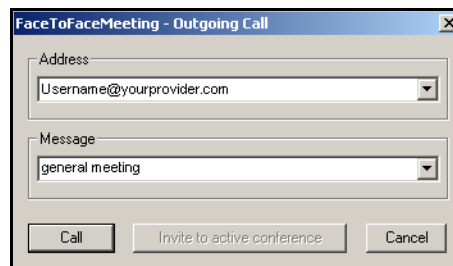 FaceToFaceMeeting - Outgoing Call
Address
Username@yourprovider.com
Message
general meeting
Call Invite to active conference Cancel